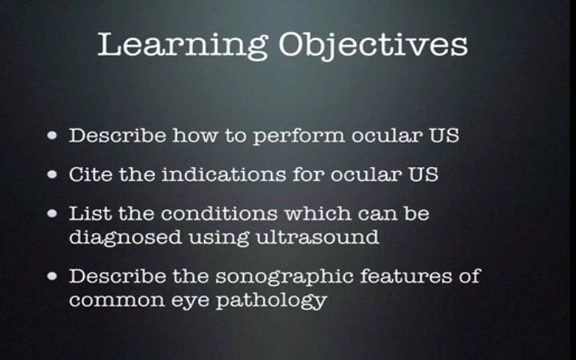 Learning Objectives
• Describe how to perform ocular US
• Cite the indications for ocular US
• List the conditions which can be
diagnosed using ultrasound
• Describe the sonographic features of
common eye pathology